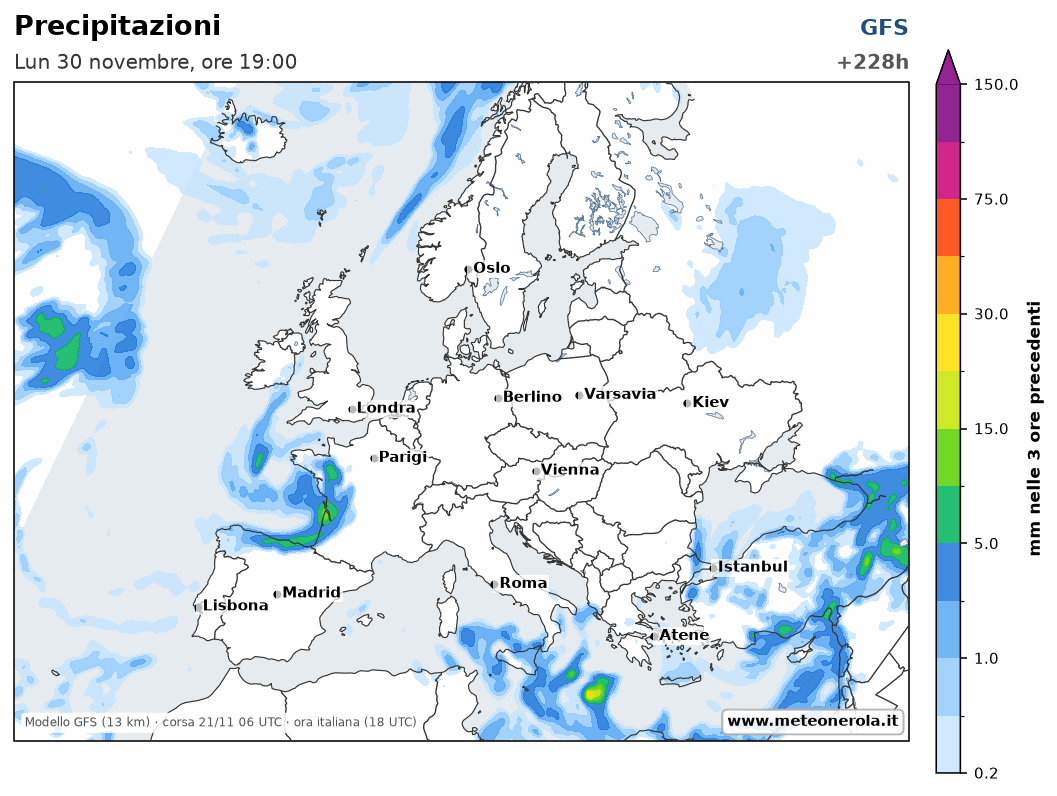 Precipitazioni
GFS
Lun 30 novembre, ore 19:00
+228h
150.0
75.0
30.0
15.0
5.0
1.0
0.2
mm nelle 3 ore precedenti
Oslo
Berlino
Varsavia
Kiev
Londra
Parigi
Vienna
Istanbul
Roma
Madrid
Lisbona
Atene
Modello GFS (13 km) · corsa 21/11 06 UTC · ora italiana (18 UTC)
www.meteonerola.it